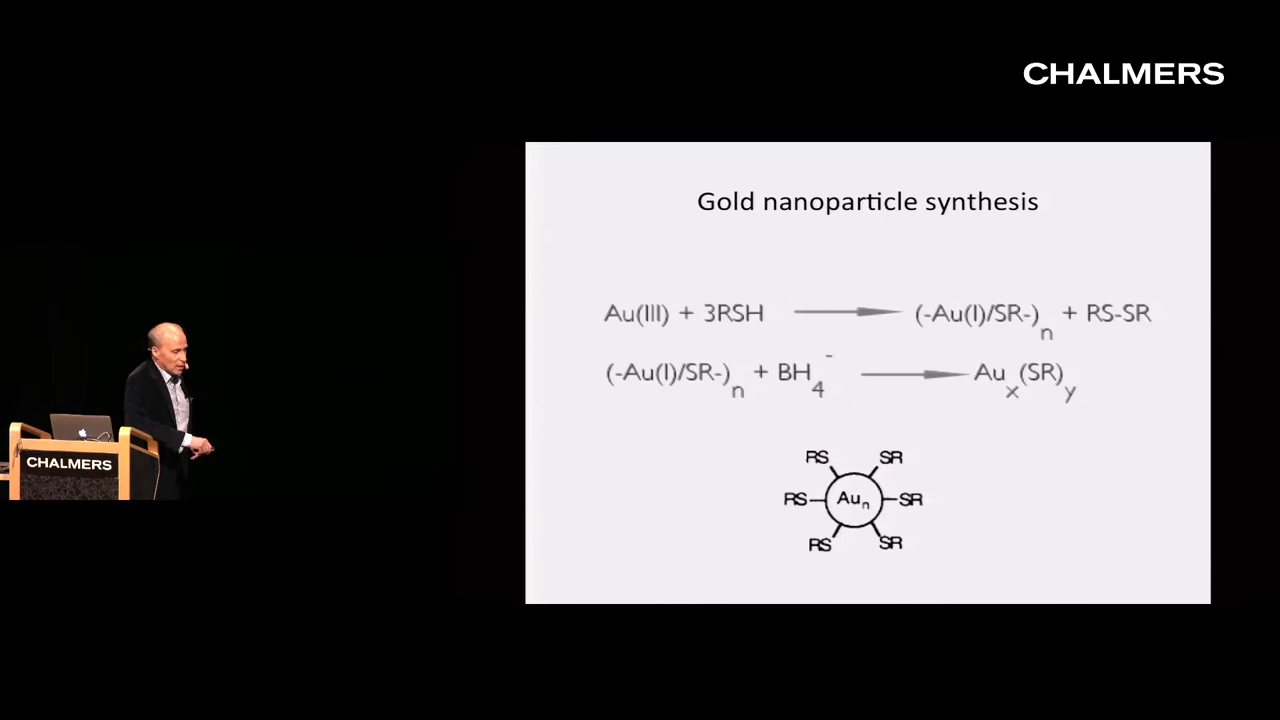 CHALMERS
Gold nanoparticle synthesis
Au(III) + 3RSH ⟶ (-Au(I)/SR-)n + RS-SR
(-Au(I)/SR-)n + BH4- ⟶ Aux(SR)y
RS SR
RS Aun SR
RS SR
CHALMERS